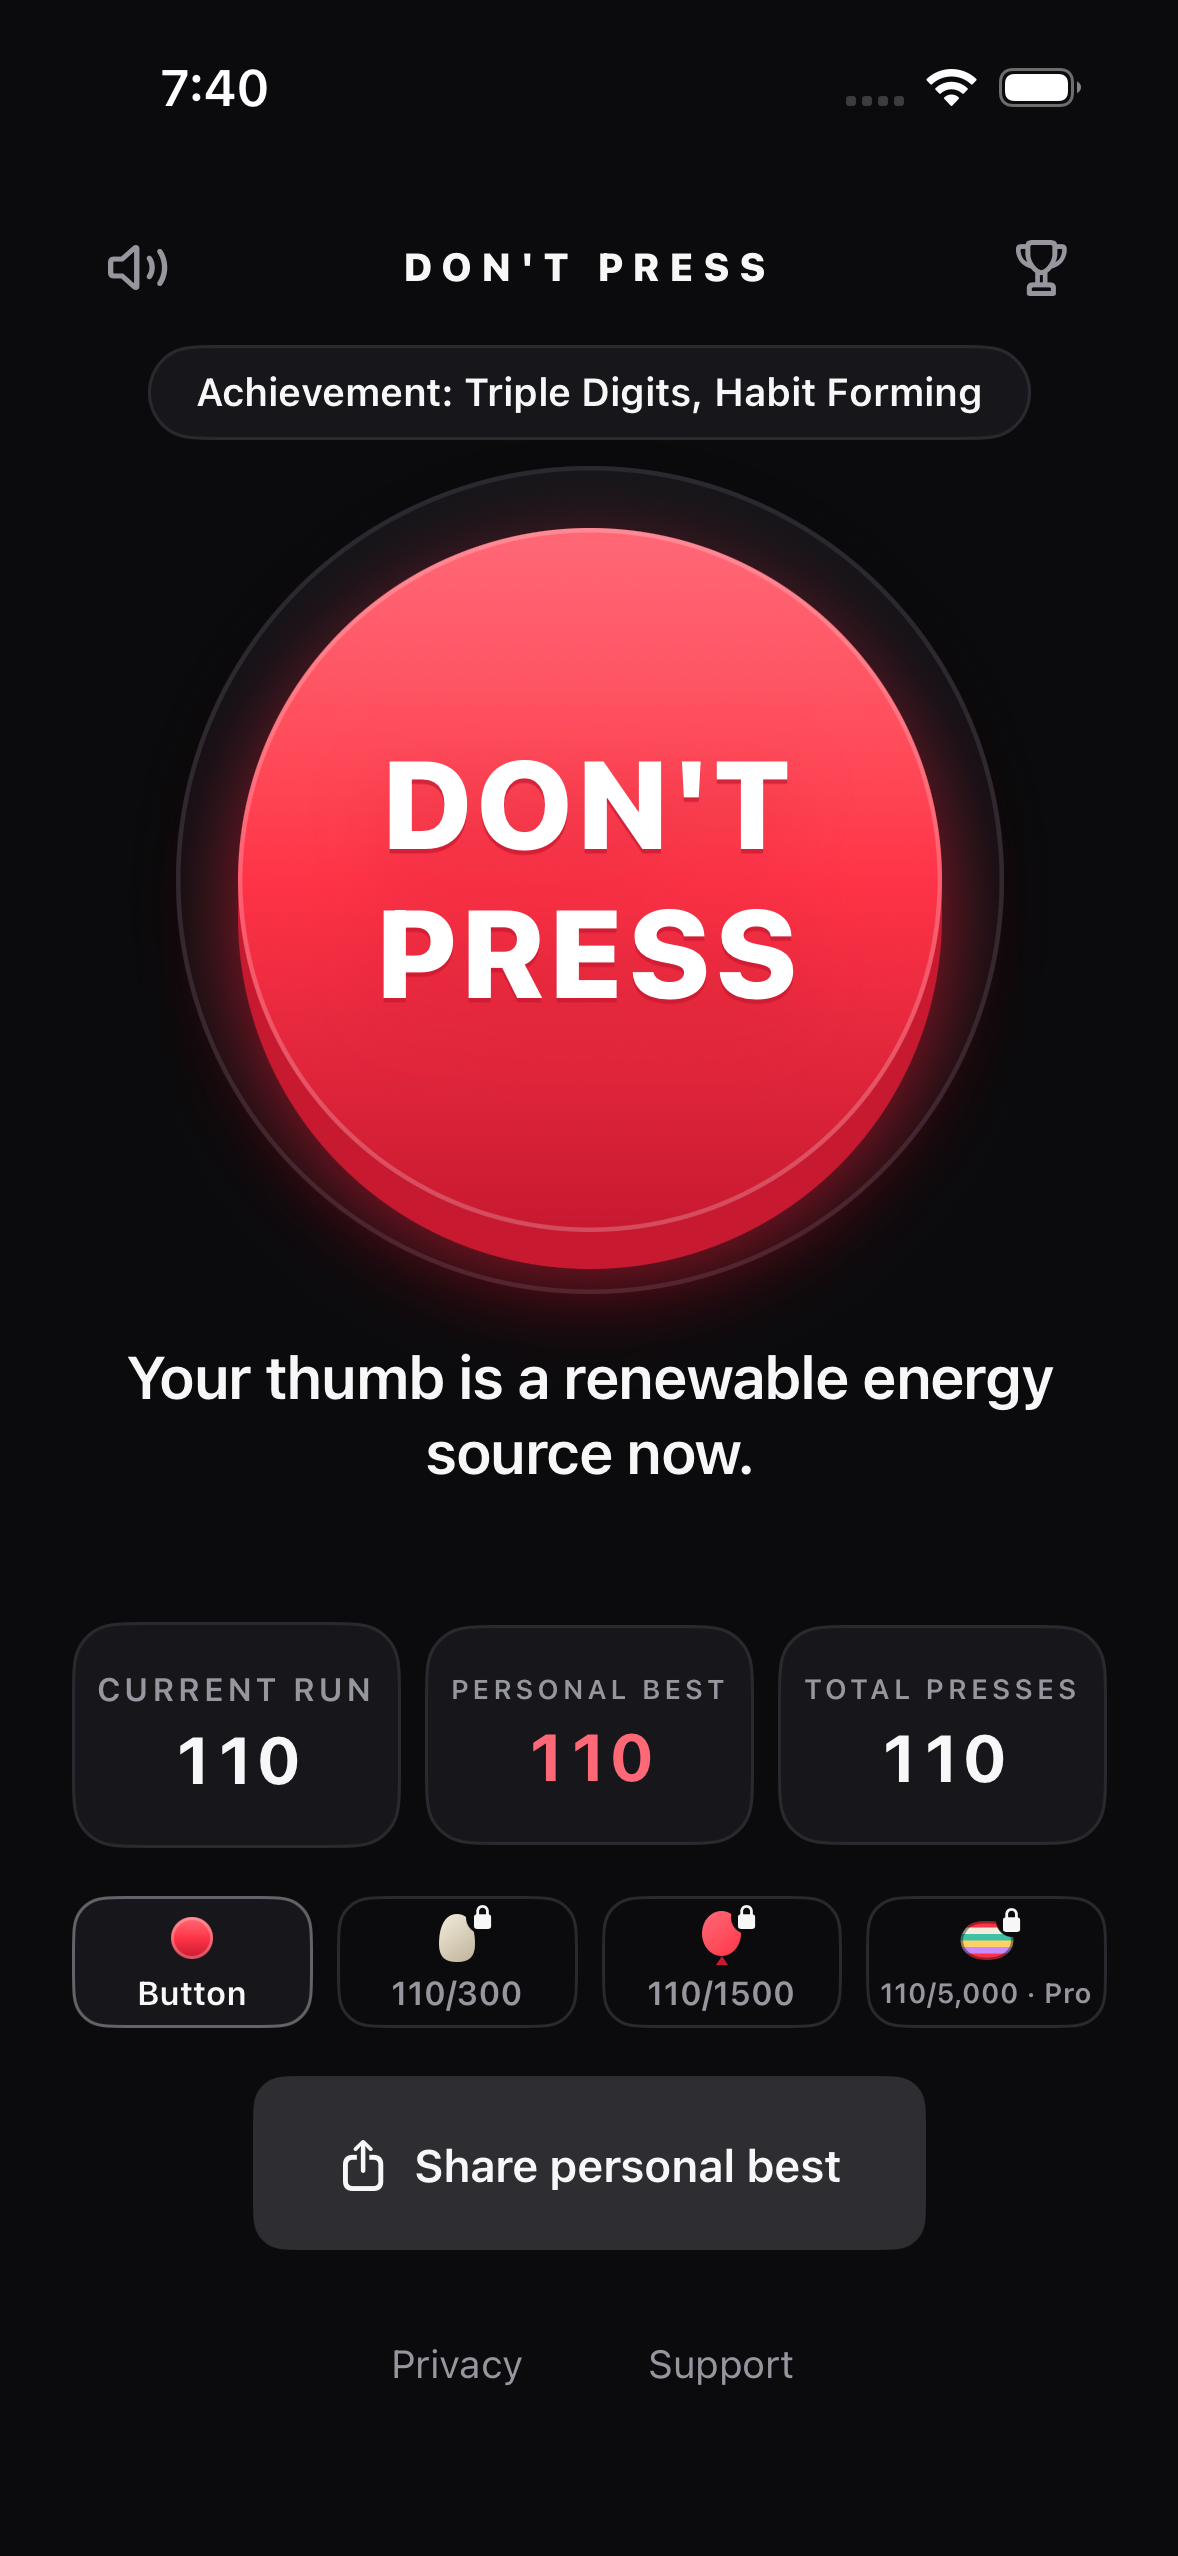 7:40
DON'T PRESS
Achievement: Triple Digits, Habit Forming
DON'T
PRESS
Your thumb is a renewable energy
source now.
CURRENT RUN
110
PERSONAL BEST
110
TOTAL PRESSES
110
Button
110/300
110/1500
110/5,000 · Pro
Share personal best
Privacy
Support